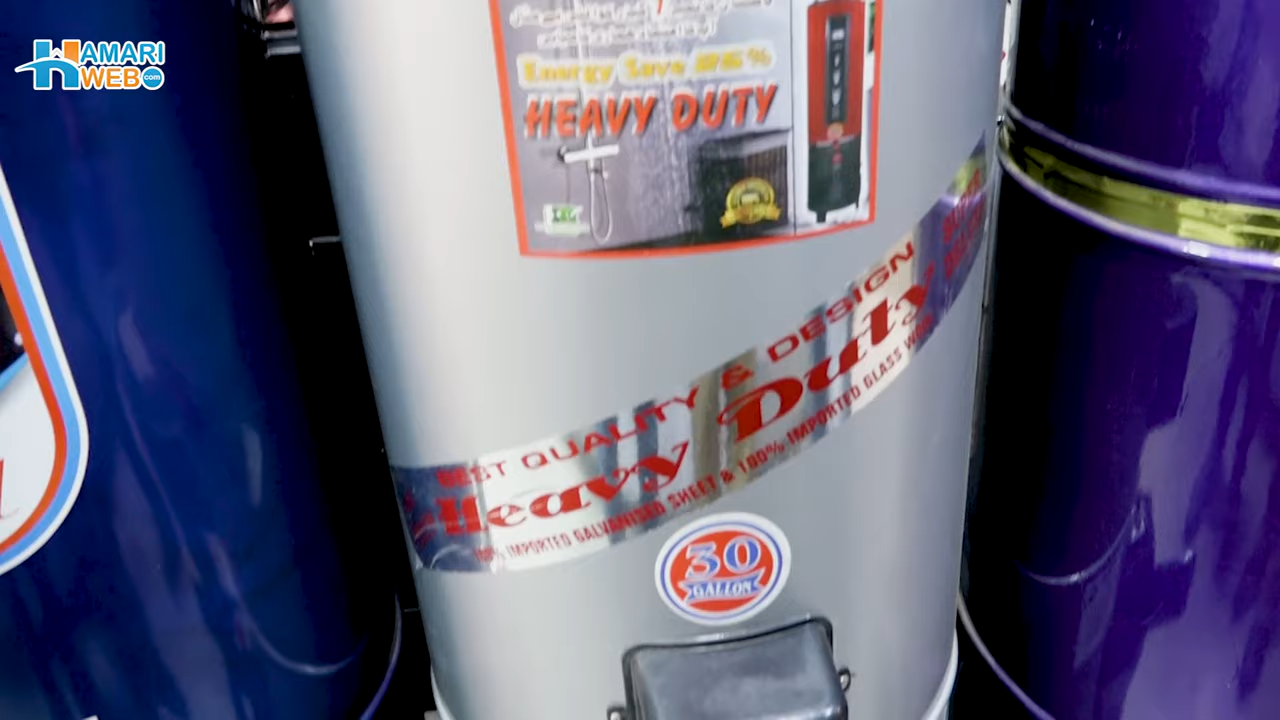 HAMARI
WEB.com
Energy Save 25%
HEAVY DUTY
BEST QUALITY & DESIGN
Heavy Duty
100% IMPORTED GALVANISED SHEET & 100% IMPORTED GLASS WOOL
30
GALLON